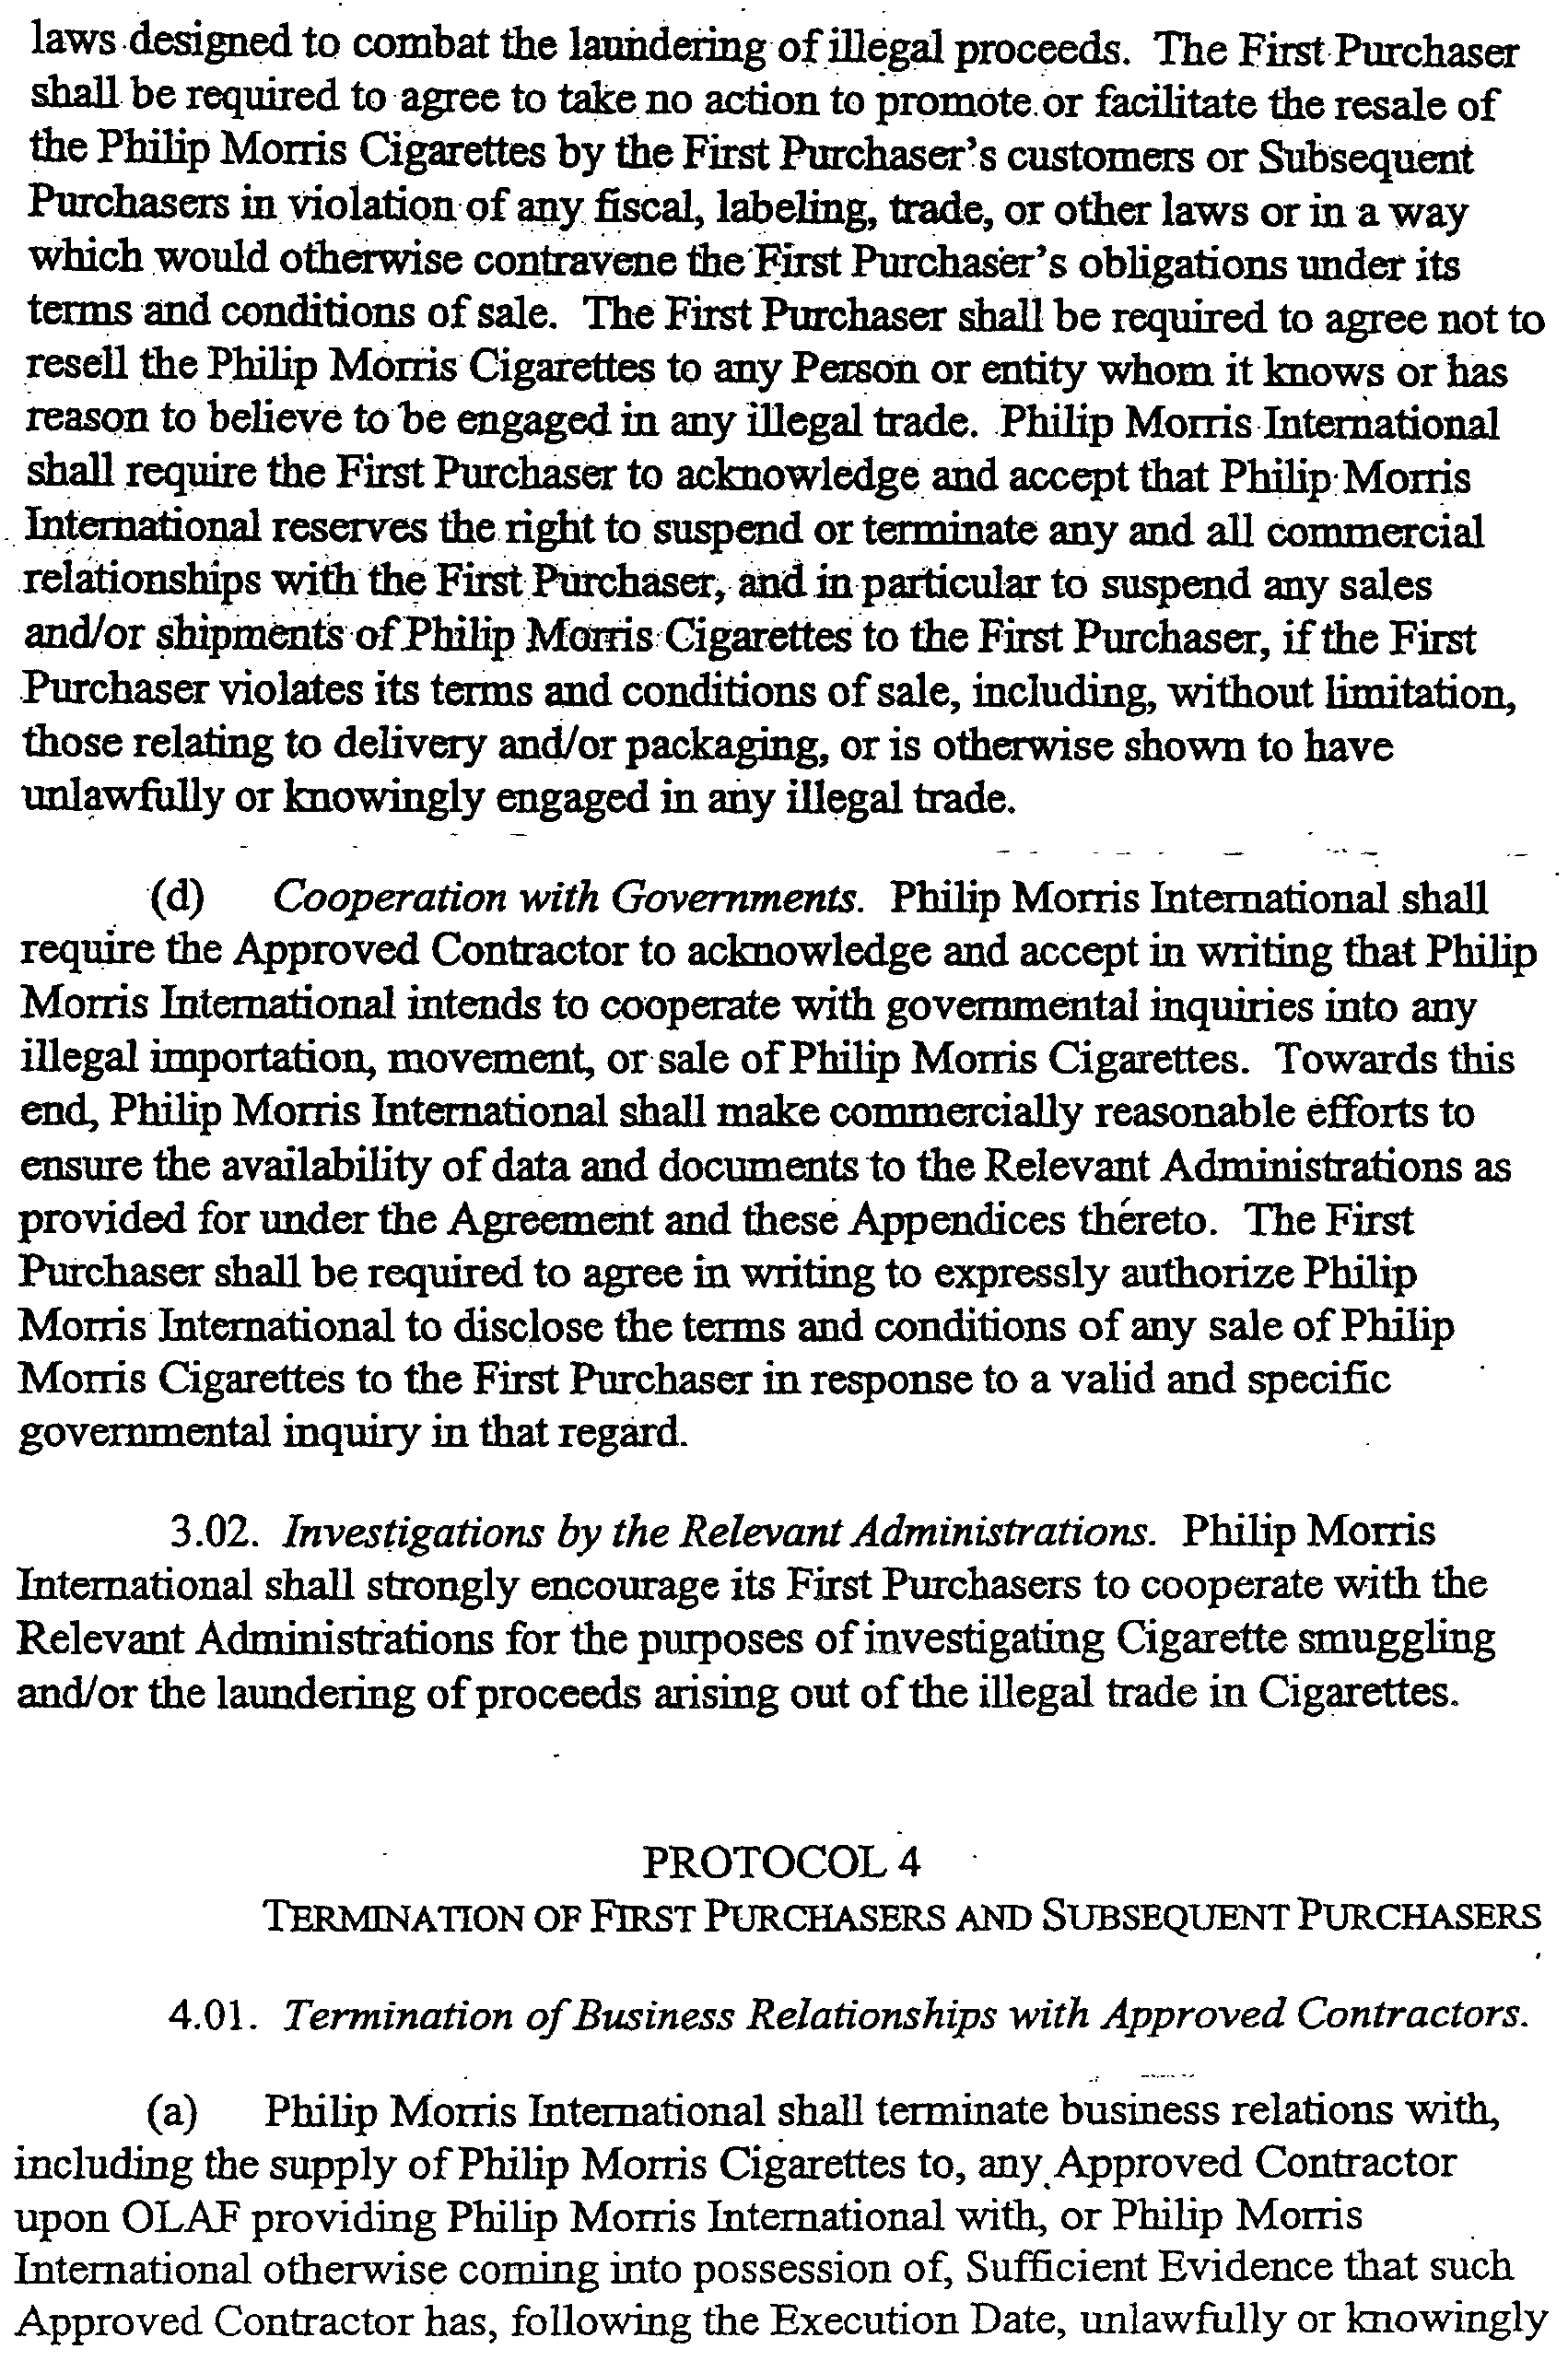 laws designed to combat the laundering of illegal proceeds. The First Purchaser
shall be required to agree to take no action to promote or facilitate the resale of
the Philip Morris Cigarettes by the First Purchaser's customers or Subsequent
Purchasers in violation of any fiscal, labeling, trade, or other laws or in a way
which would otherwise contravene the First Purchaser's obligations under its
terms and conditions of sale. The First Purchaser shall be required to agree not to
resell the Philip Morris Cigarettes to any Person or entity whom it knows or has
reason to believe to be engaged in any illegal trade. Philip Morris International
shall require the First Purchaser to acknowledge and accept that Philip Morris
International reserves the right to suspend or terminate any and all commercial
relationships with the First Purchaser, and in particular to suspend any sales
and/or shipments of Philip Morris Cigarettes to the First Purchaser, if the First
Purchaser violates its terms and conditions of sale, including, without limitation,
those relating to delivery and/or packaging, or is otherwise shown to have
unlawfully or knowingly engaged in any illegal trade.
(d) Cooperation with Governments. Philip Morris International shall
require the Approved Contractor to acknowledge and accept in writing that Philip
Morris International intends to cooperate with governmental inquiries into any
illegal importation, movement, or sale of Philip Morris Cigarettes. Towards this
end, Philip Morris International shall make commercially reasonable efforts to
ensure the availability of data and documents to the Relevant Administrations as
provided for under the Agreement and these Appendices thereto. The First
Purchaser shall be required to agree in writing to expressly authorize Philip
Morris International to disclose the terms and conditions of any sale of Philip
Morris Cigarettes to the First Purchaser in response to a valid and specific
governmental inquiry in that regard.
3.02. Investigations by the Relevant Administrations. Philip Morris
International shall strongly encourage its First Purchasers to cooperate with the
Relevant Administrations for the purposes of investigating Cigarette smuggling
and/or the laundering of proceeds arising out of the illegal trade in Cigarettes.
PROTOCOL 4
TERMINATION OF FIRST PURCHASERS AND SUBSEQUENT PURCHASERS
4.01. Termination of Business Relationships with Approved Contractors.
(a) Philip Morris International shall terminate business relations with,
including the supply of Philip Morris Cigarettes to, any Approved Contractor
upon OLAF providing Philip Morris International with, or Philip Morris
International otherwise coming into possession of, Sufficient Evidence that such
Approved Contractor has, following the Execution Date, unlawfully or knowingly